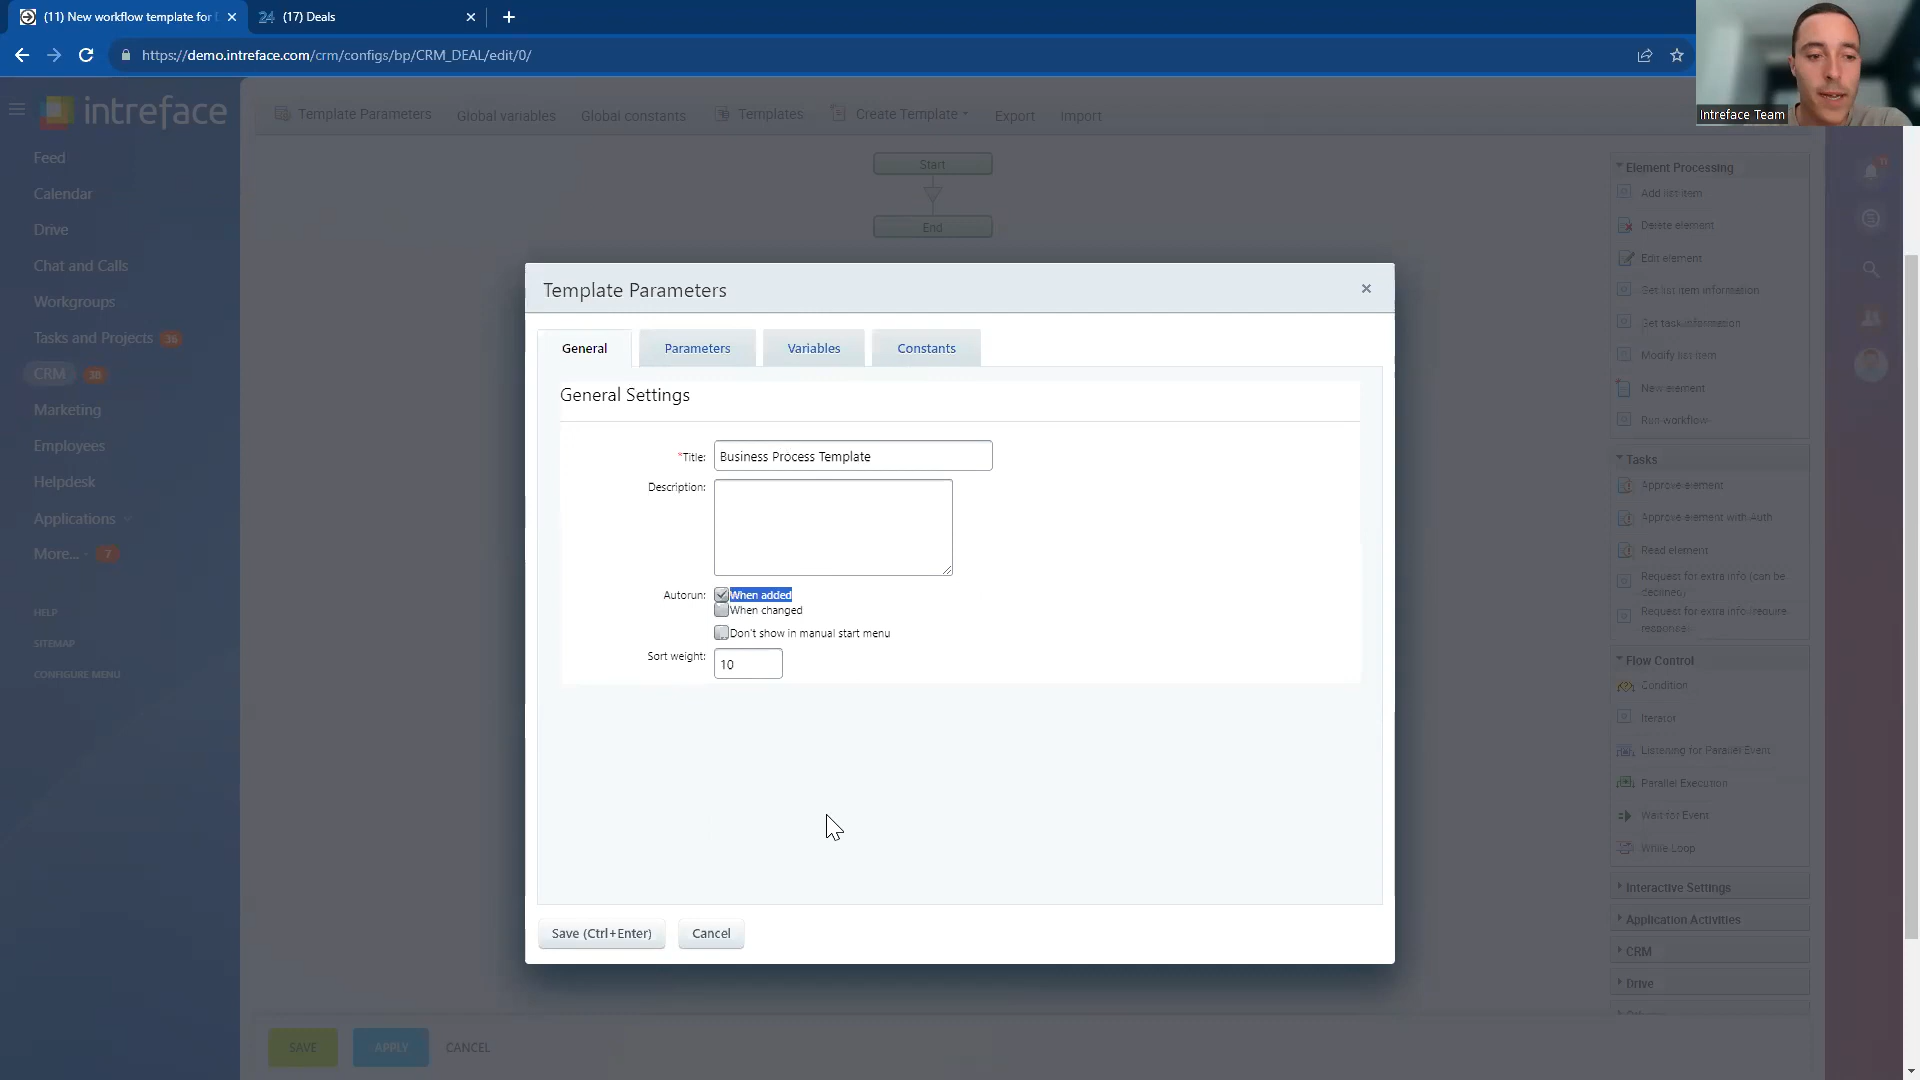 (11) New workflow template for D
24 (17) Deals
https://demo.intreface.com/crm/configs/bp/CRM_DEAL/edit/0/
Intreface Team
intreface
Feed
Calendar
Drive
Chat and Calls
Workgroups
Tasks and Projects 36
CRM 38
Marketing
Employees
Helpdesk
Applications
More... 7
HELP
SITEMAP
CONFIGURE MENU
Template Parameters Global variables Global constants Templates Create Template Export Import
Start
End
Template Parameters
General Parameters Variables Constants
General Settings
*Title: Business Process Template
Description:
Autorun: When added
When changed
Don't show in manual start menu
Sort weight: 10
Save (Ctrl+Enter) Cancel
SAVE APPLY CANCEL
Element Processing
Add list item
Delete element
Edit element
Get list item information
Get task information
Modify list item
New element
Run workflow
Tasks
Approve element
Approve element with Auth
Read element
Request for extra info (can be
declined)
Request for extra info (require
response)
Flow Control
Condition
Iterator
Listening for Parallel Event
Parallel Execution
Wait for Event
While Loop
Interactive Settings
Application Activities
CRM
Drive
11